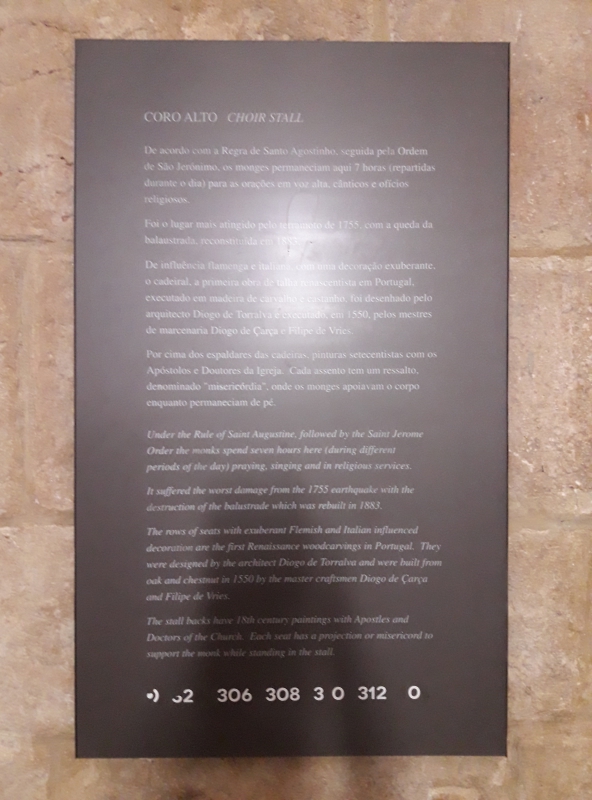 CORO ALTO CHOIR STALL
De acordo com a Regra de Santo Agostinho, seguida pela Ordem
de São Jerónimo, os monges permaneciam aqui 7 horas (repartidas
durante o dia) para as orações em voz alta, cânticos e ofícios
religiosos.
Foi o lugar mais atingido pelo terramoto de 1755, com a queda da
balaustrada, reconstituída em
De influência flamenga e italiana, com uma decoração exuberante,
o cadeiral, a primeira obra de talha renascentista em Portugal,
executado em madeira de carvalho e castanho, foi desenhado pelo
arquitecto Diogo de Torralva e executado, em 1550, pelos mestres
de marcenaria Diogo de Çarça e Filipe de Vries.
Por cima dos espaldares das cadeiras, pinturas setecentistas com os
Apóstolos e Doutores da Igreja. Cada assento tem um ressalto,
denominado "misericórdia", onde os monges apoiavam o corpo
enquanto permaneciam de pé.
Under the Rule of Saint Augustine, followed by the Saint Jerome
Order the monks spend seven hours here (during different
periods of the day) praying, singing and in religious services.
It suffered the worst damage from the 1755 earthquake with the
destruction of the balustrade which was rebuilt in 1883.
The rows of seats with exuberant Flemish and Italian influenced
decoration are the first Renaissance woodcarvings in Portugal. They
were designed by the architect Diogo de Torralva and were built from
oak and chestnut in 1550 by the master craftsmen Diogo de Çarça
and Filipe de Vries.
The stall backs have 18th century paintings with Apostles and
Doctors of the Church. Each seat has a projection or misericord to
support the monk while standing in the stall.
306 308 3 0 312 0